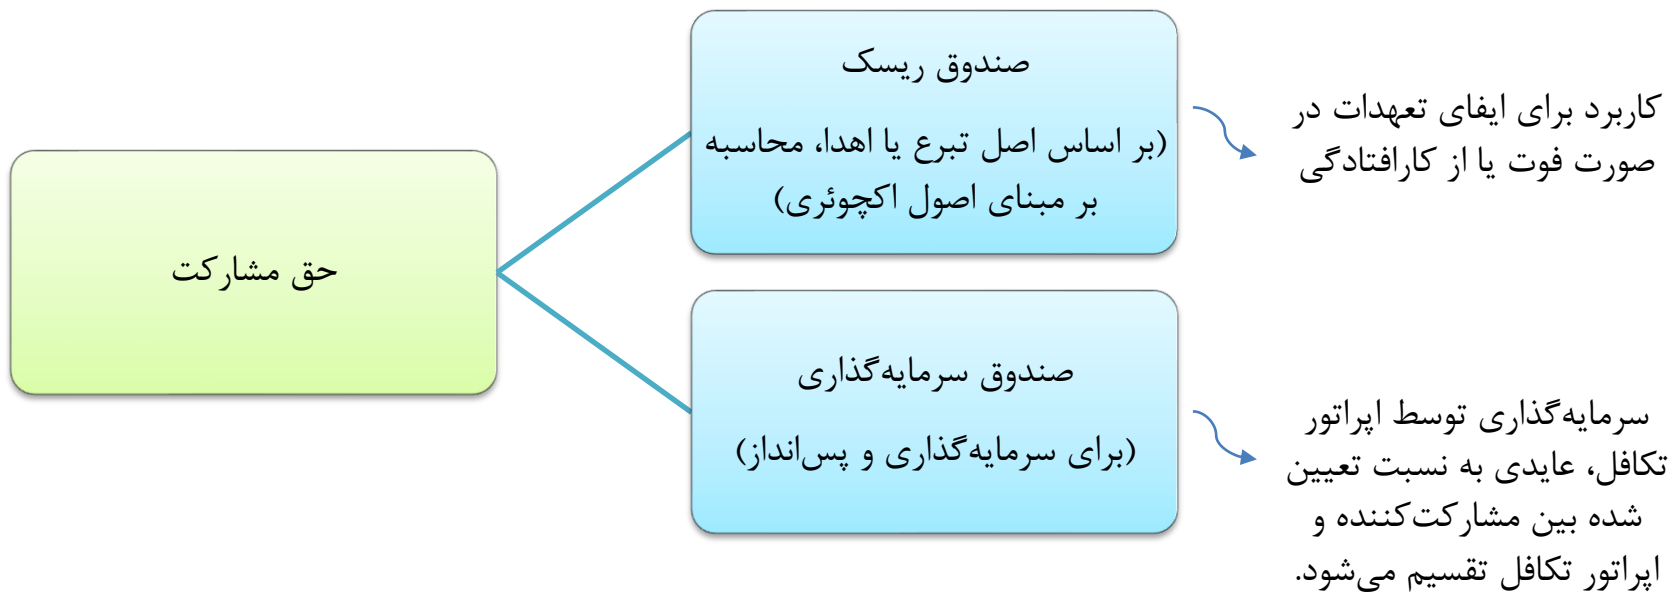 حق مشارکت
صندوق ریسک
(بر اساس اصل تبرع یا اهدا، محاسبه
بر مبنای اصول اکچوئری)
کاربرد برای ایفای تعهدات در
صورت فوت یا از کارافتادگی
صندوق سرمایه‌گذاری
(برای سرمایه‌گذاری و پس‌انداز)
سرمایه‌گذاری توسط اپراتور
تکافل، عایدی به نسبت تعیین
شده بین مشارکت‌کننده و
اپراتور تکافل تقسیم می‌شود.